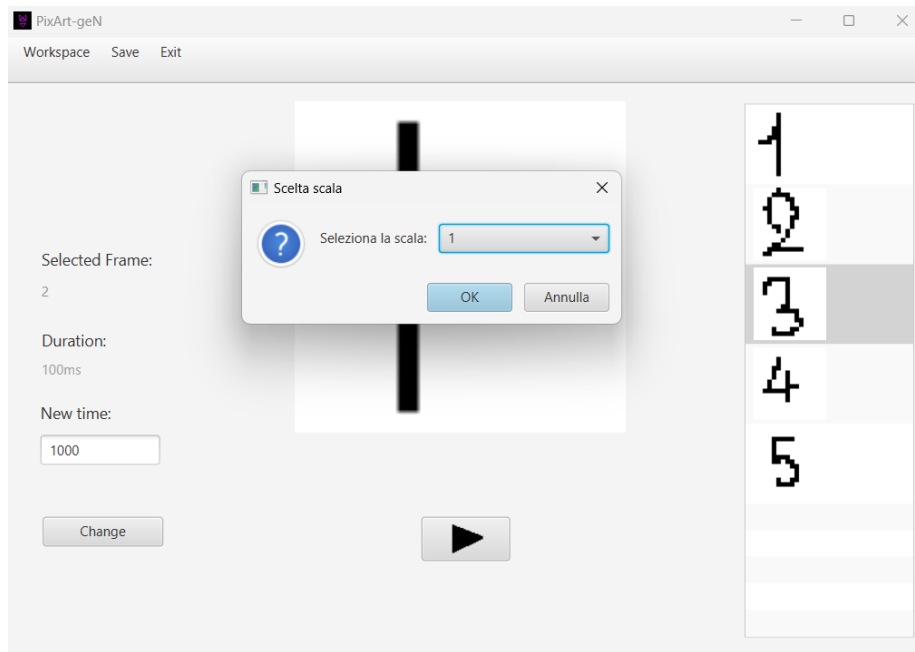 PixArt-geN
Workspace Save Exit
Scelta scala
Seleziona la scala: 1
OK Annulla
Selected Frame:
2
Duration:
100ms
New time:
1000
Change
1
2
3
4
5